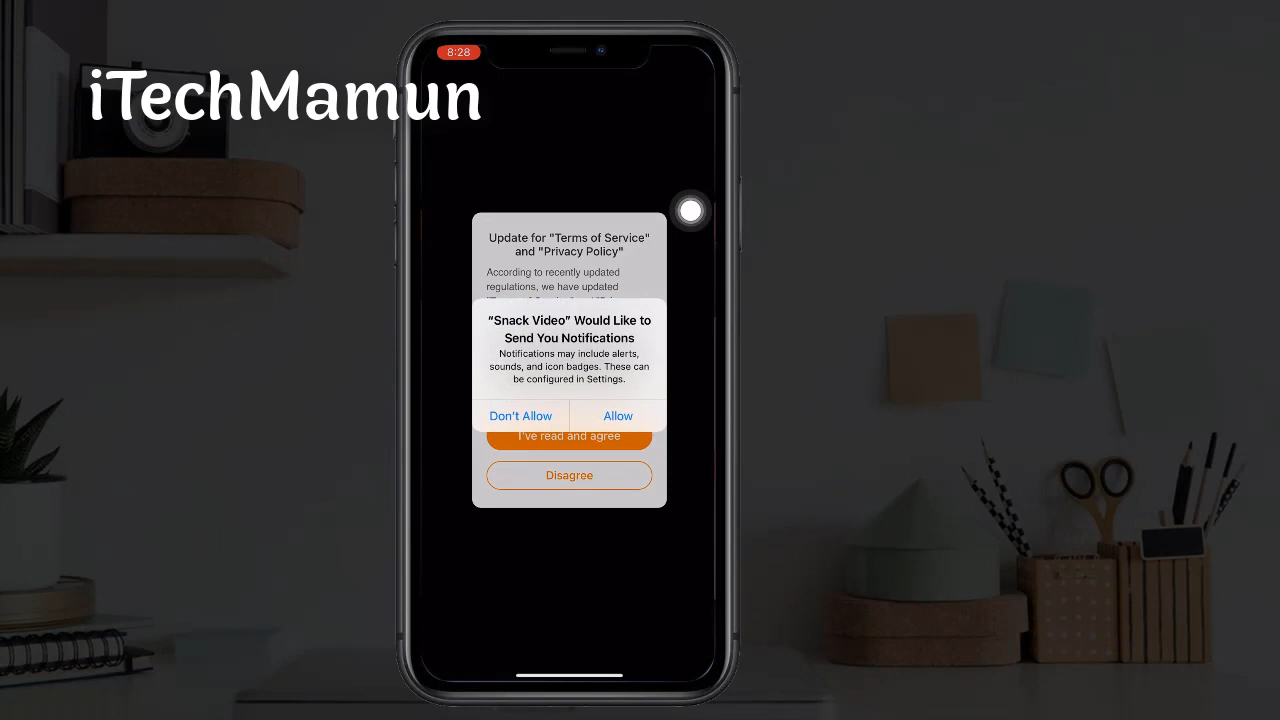 8:28
iTechMamun
Update for "Terms of Service"
and "Privacy Policy"
According to recently updated
regulations, we have updated
“Snack Video” Would Like to
Send You Notifications
Notifications may include alerts,
sounds, and icon badges. These can
be configured in Settings.
Don’t Allow
Allow
I've read and agree
Disagree